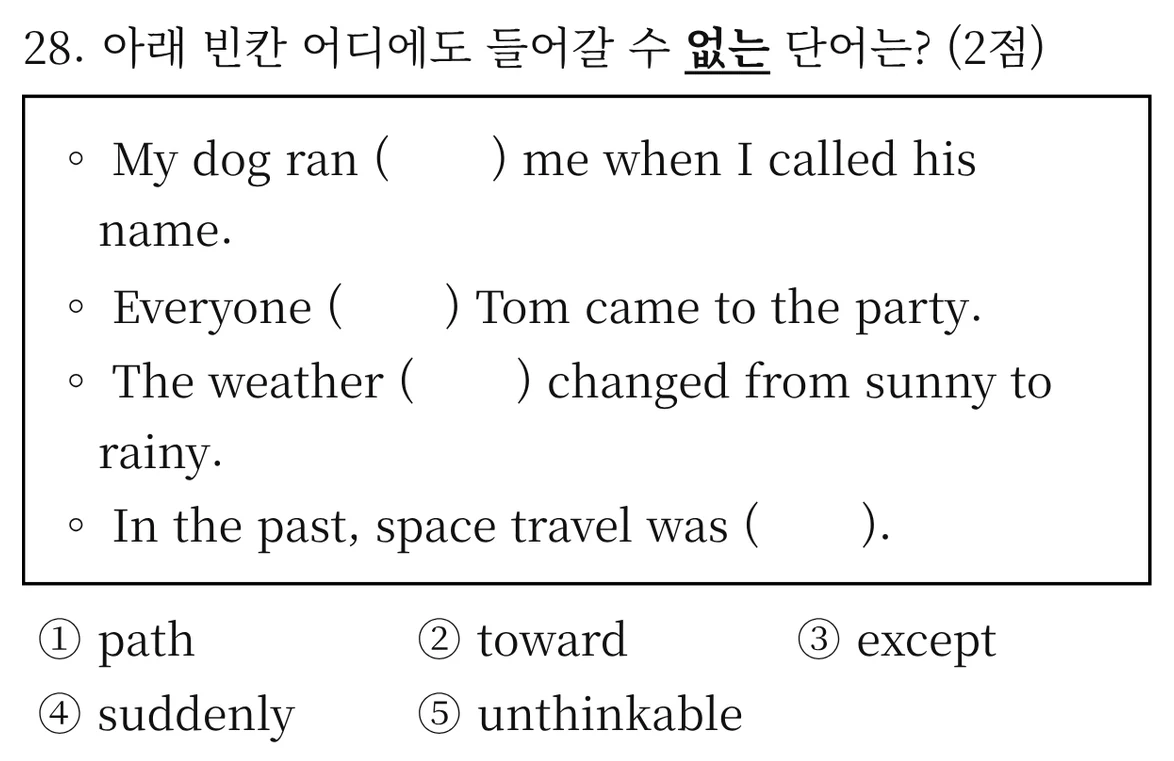 28. 아래 빈칸 어디에도 들어갈 수 없는 단어는? (2점)
◦ My dog ran (      ) me when I called his
name.
◦ Everyone (      ) Tom came to the party.
◦ The weather (      ) changed from sunny to
rainy.
◦ In the past, space travel was (      ).
① path ② toward ③ except
④ suddenly ⑤ unthinkable